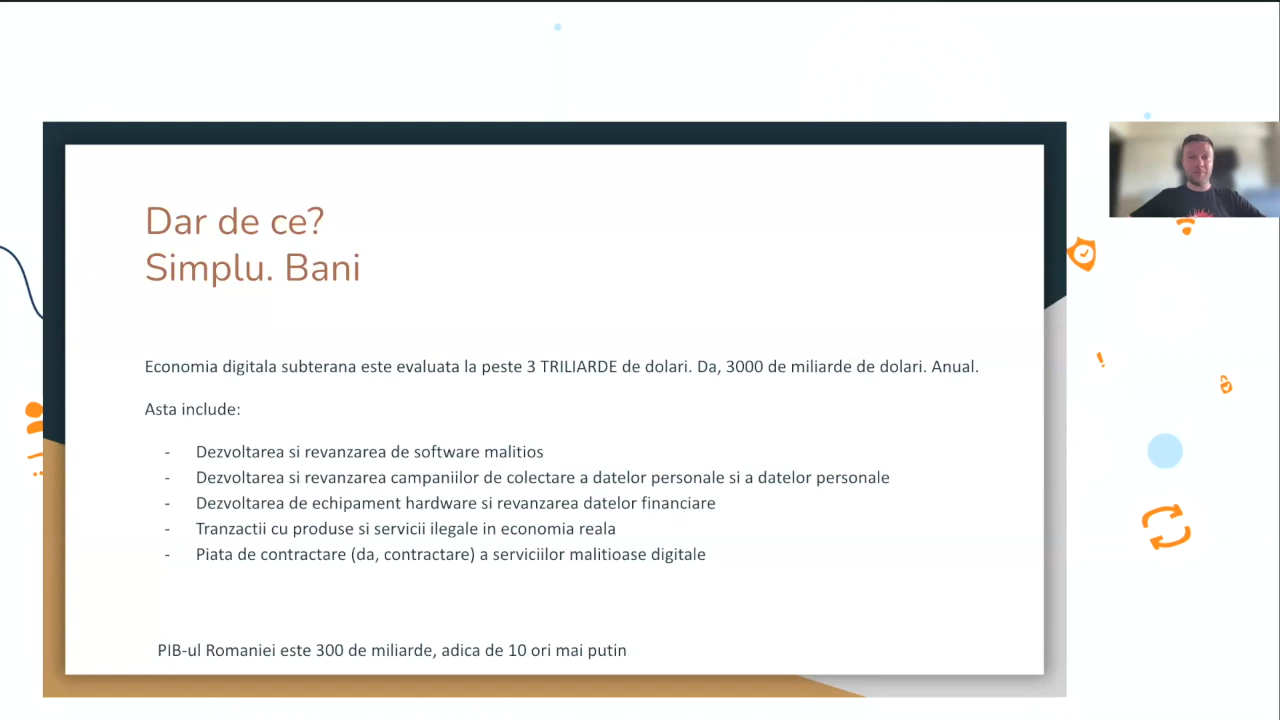 Dar de ce?
Simplu. Bani
Economia digitala subterana este evaluata la peste 3 TRILIARDE de dolari. Da, 3000 de miliarde de dolari. Anual.
Asta include:
- Dezvoltarea si revanzarea de software malitios
- Dezvoltarea si revanzarea campaniilor de colectare a datelor personale si a datelor personale
- Dezvoltarea de echipament hardware si revanzarea datelor financiare
- Tranzactii cu produse si servicii ilegale in economia reala
- Piata de contractare (da, contractare) a serviciilor malitioase digitale
PIB-ul Romaniei este 300 de miliarde, adica de 10 ori mai putin